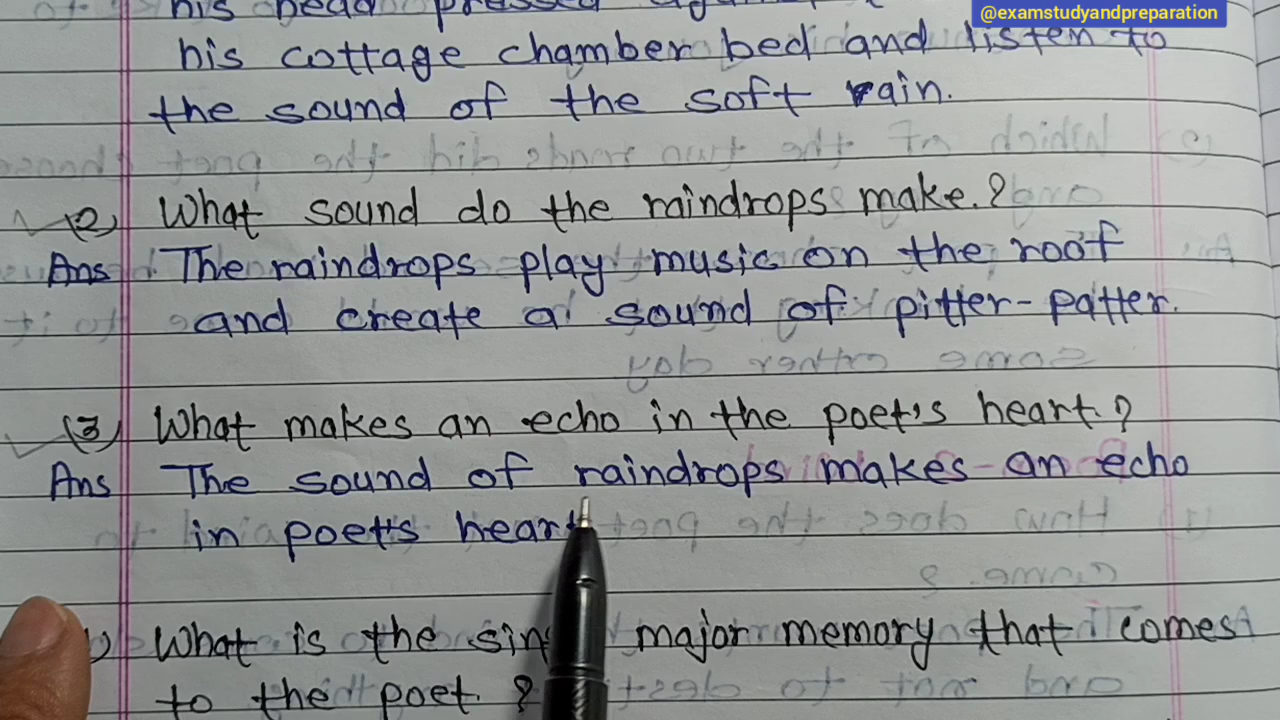 @examstudyandpreparation
his head pressed
his cottage chamber bed and listen to
the sound of the soft rain.
(2) What sound do the raindrops make.?
Ans The raindrops play music on the roof
and create a sound of pitter-patter.
(3) What makes an echo in the poet's heart.?
Ans The sound of raindrops makes an echo
in poet's heart
What is the major memory that comes
to the poet. ?